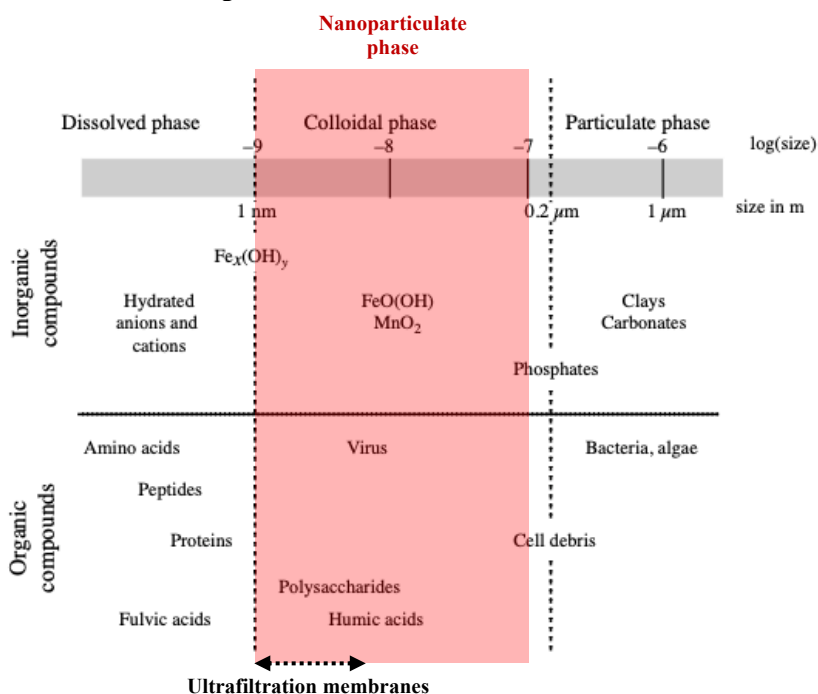 Nanoparticulate
phase
Dissolved phase
Colloidal phase
Particulate phase
–9
–8
–7
–6
log(size)
1 nm
0.2 µm
1 µm
size in m
Inorganic
compounds
Feₓ(OH)ᵧ
Hydrated
anions and
cations
FeO(OH)
MnO₂
Clays
Carbonates
Phosphates
Organic
compounds
Amino acids
Virus
Bacteria, algae
Peptides
Proteins
Cell debris
Polysaccharides
Fulvic acids
Humic acids
Ultrafiltration membranes